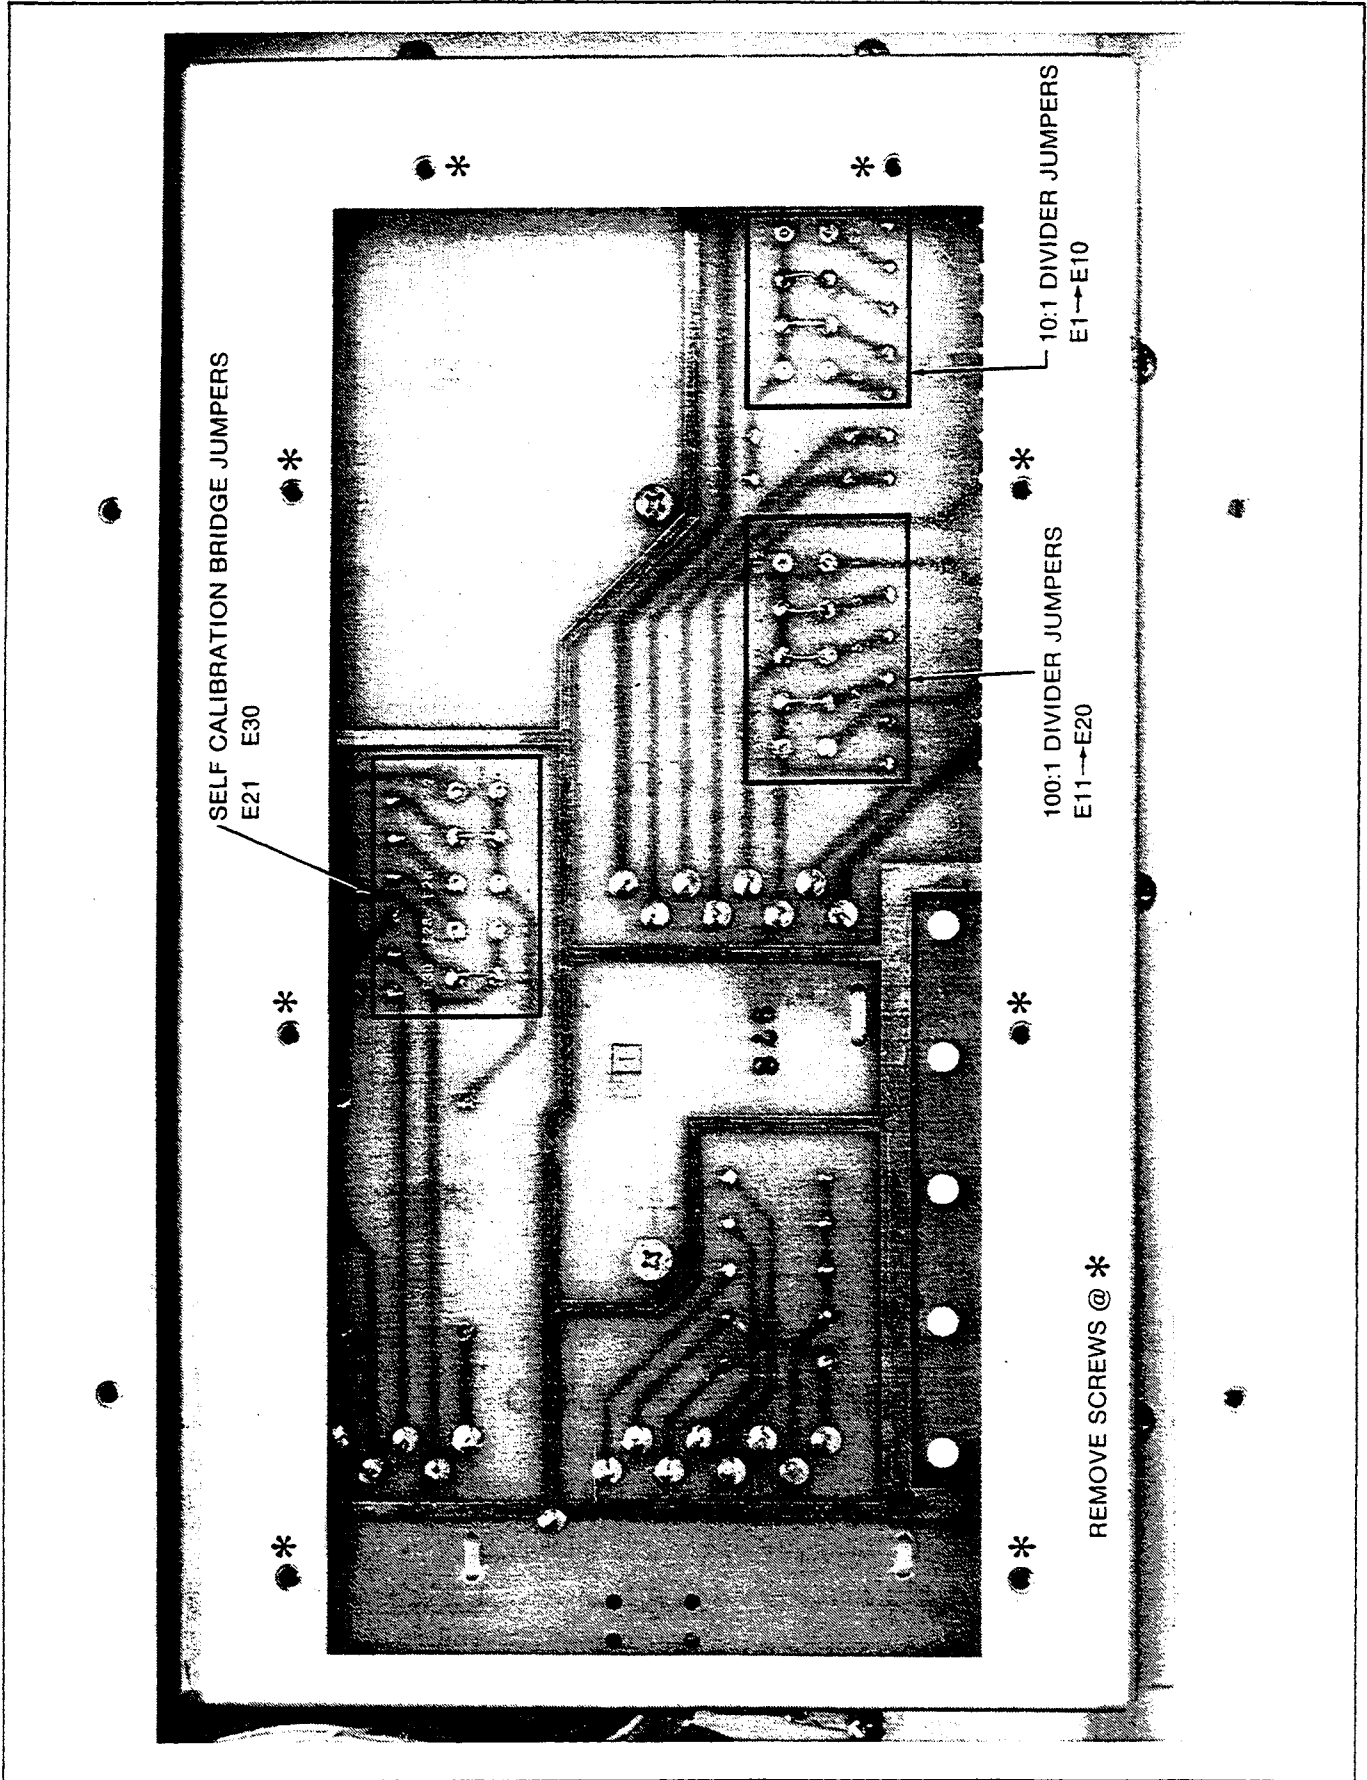 SELF CALIBRATION BRIDGE JUMPERS
E21 E30
10:1 DIVIDER JUMPERS
E1→E10
100:1 DIVIDER JUMPERS
E11→E20
REMOVE SCREWS @ *
*
*
*
*
*
*
*
*